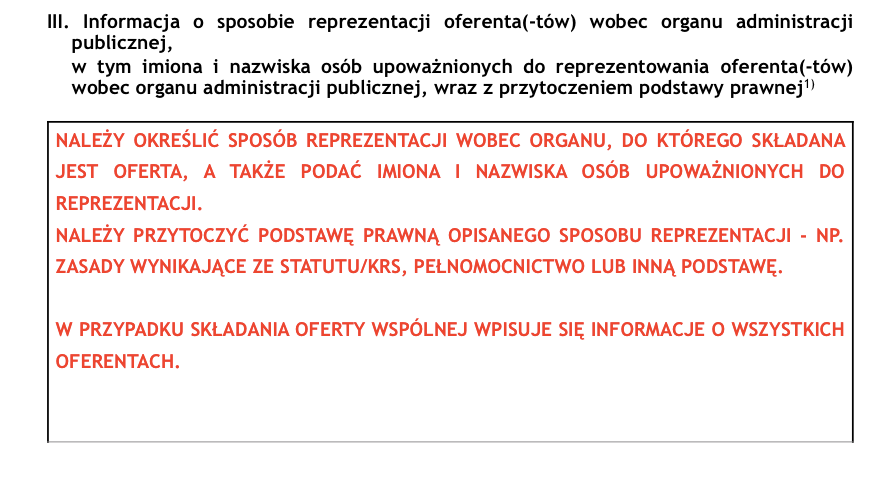 III. Informacja o sposobie reprezentacji oferenta(-tów) wobec organu administracji
publicznej,
w tym imiona i nazwiska osób upoważnionych do reprezentowania oferenta(-tów)
wobec organu administracji publicznej, wraz z przytoczeniem podstawy prawnej¹⁾
NALEŻY OKREŚLIĆ SPOSÓB REPREZENTACJI WOBEC ORGANU, DO KTÓREGO SKŁADANA
JEST OFERTA, A TAKŻE PODAĆ IMIONA I NAZWISKA OSÓB UPOWAŻNIONYCH DO
REPREZENTACJI.
NALEŻY PRZYTOCZYĆ PODSTAWĘ PRAWNĄ OPISANEGO SPOSOBU REPREZENTACJI - NP.
ZASADY WYNIKAJĄCE ZE STATUTU/KRS, PEŁNOMOCNICTWO LUB INNĄ PODSTAWĘ.
W PRZYPADKU SKŁADANIA OFERTY WSPÓLNEJ WPISUJE SIĘ INFORMACJE O WSZYSTKICH
OFERENTACH.